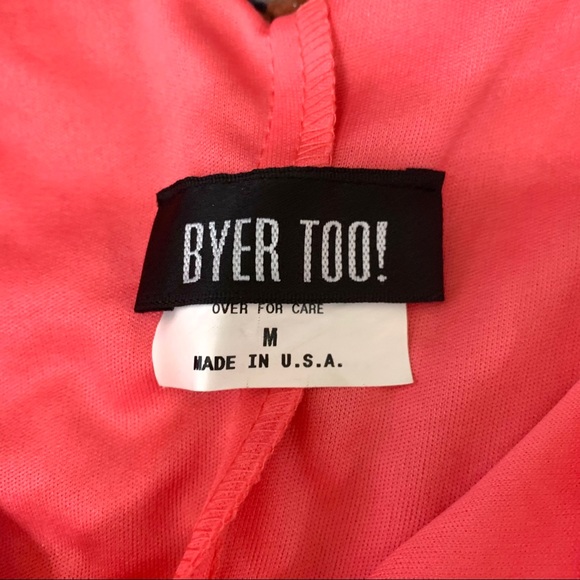 BYER TOO!
OVER FOR CARE
M
MADE IN U.S.A.